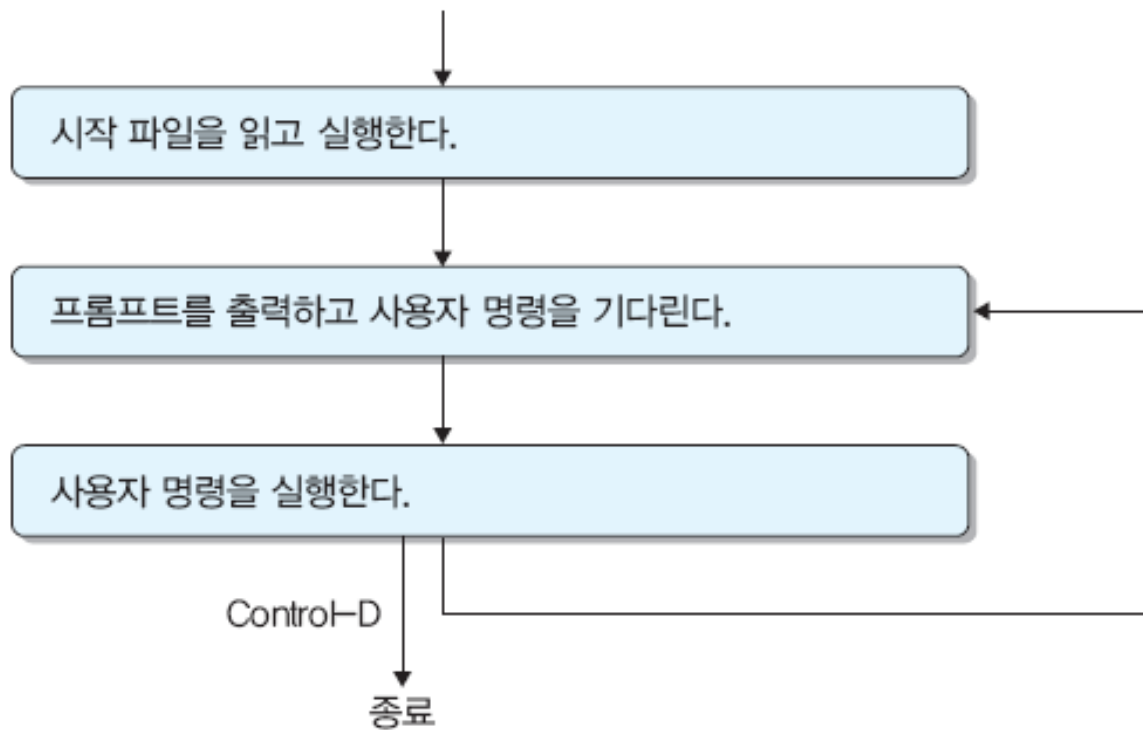 시작 파일을 읽고 실행한다.
프롬프트를 출력하고 사용자 명령을 기다린다.
사용자 명령을 실행한다.
Control-D
종료